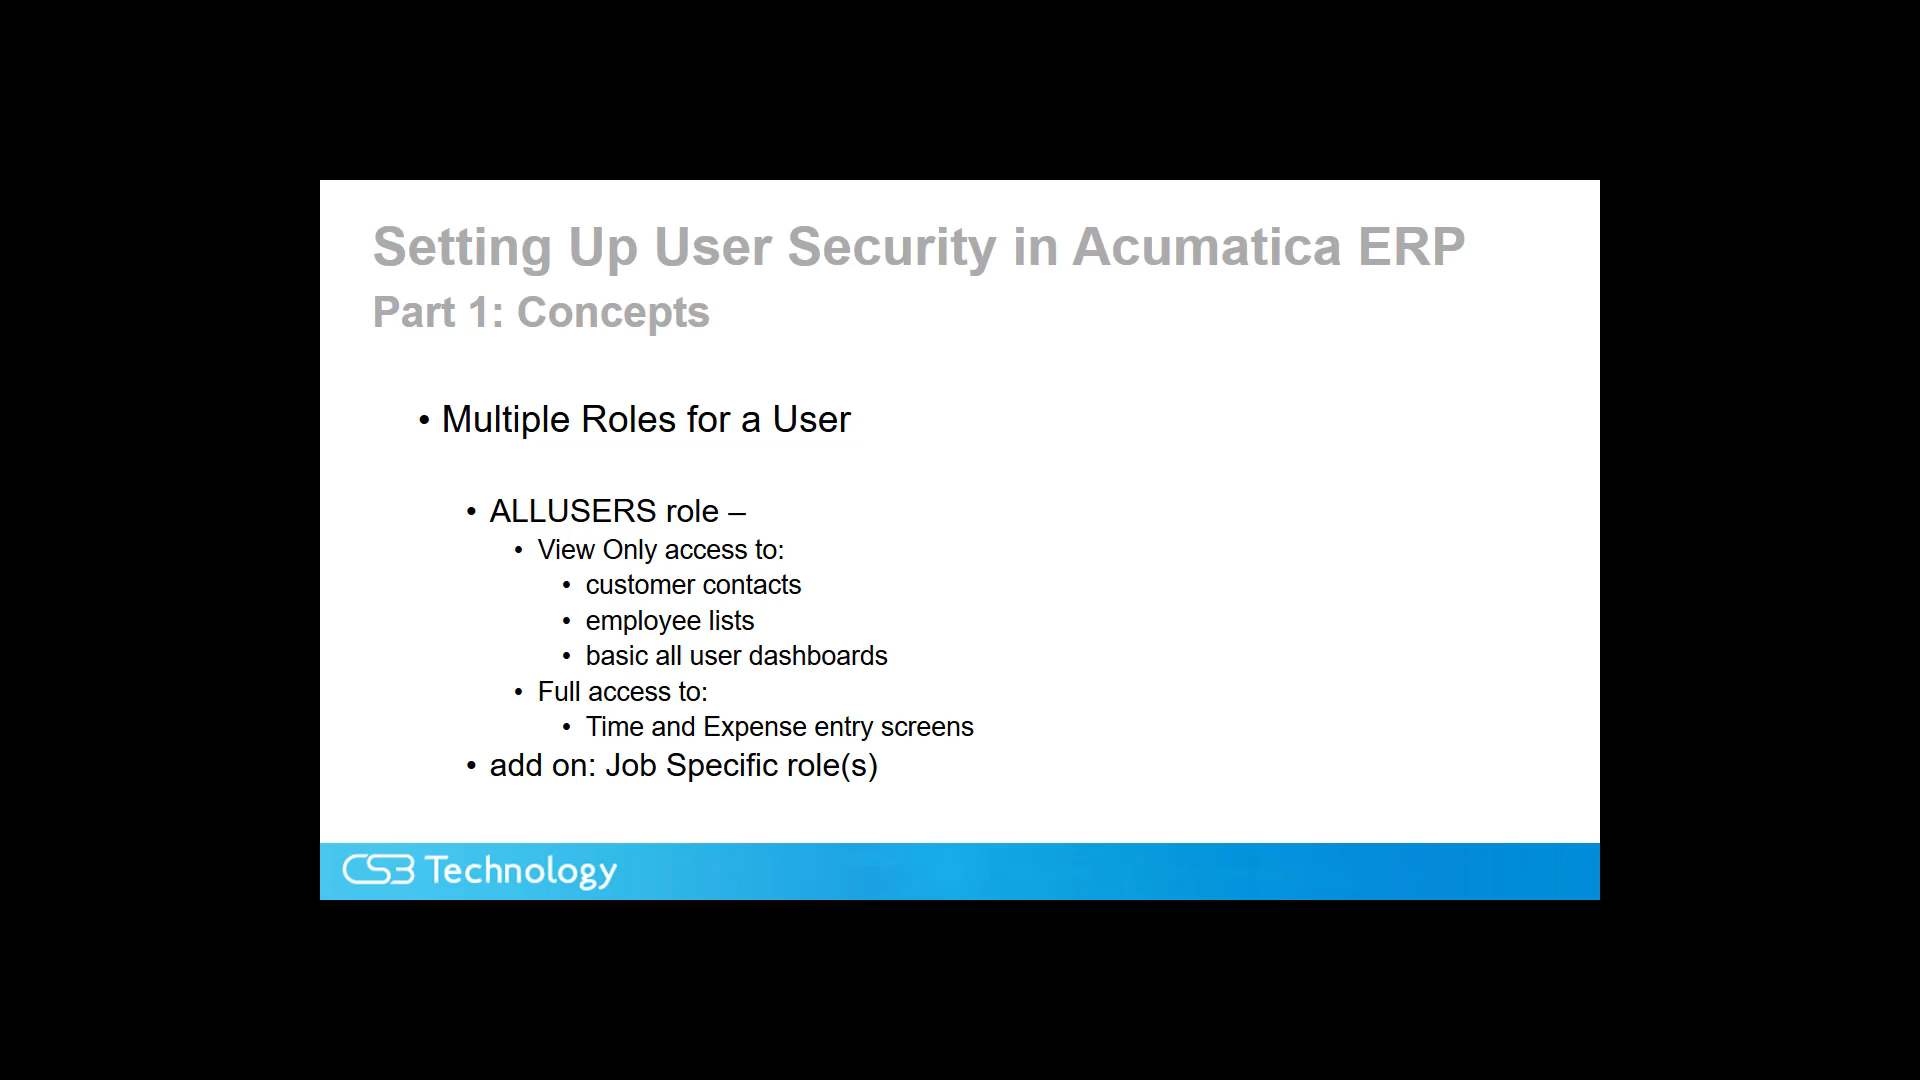 Setting Up User Security in Acumatica ERP
Part 1: Concepts
• Multiple Roles for a User
• ALLUSERS role –
• View Only access to:
• customer contacts
• employee lists
• basic all user dashboards
• Full access to:
• Time and Expense entry screens
• add on: Job Specific role(s)
CS3 Technology